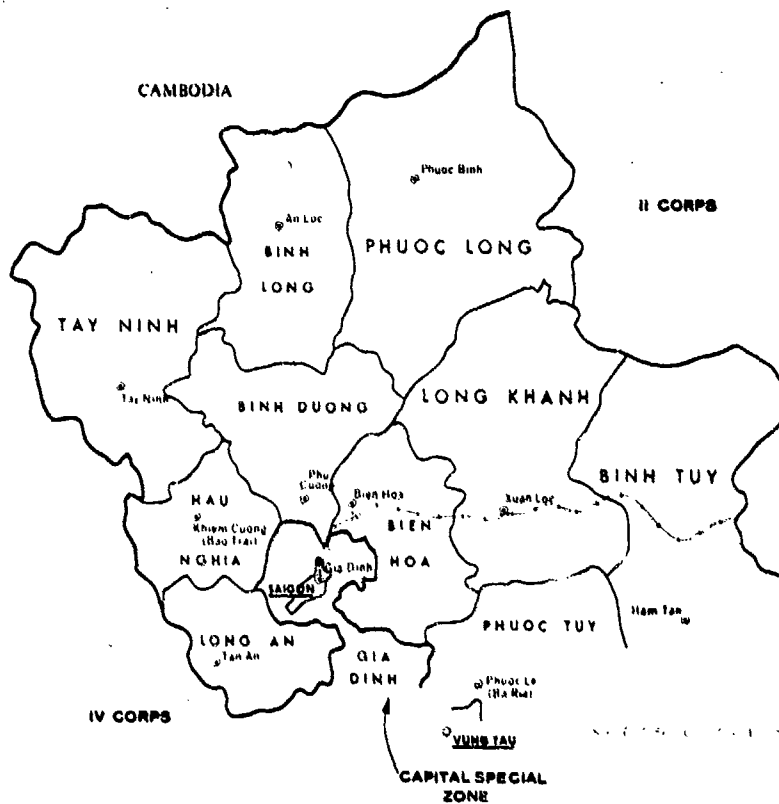 CAMBODIA
Phuoc Binh
II CORPS
An Loc
BINH
LONG
PHUOC LONG
TAY NINH
Tay Ninh
BINH DUONG
LONG KHANH
BINH TUY
Phu
Cuong
Bien Hoa
Xuan Loc
HAU
Khiem Cuong
(Bao Trai)
NGHIA
BIEN
HOA
Gia Dinh
SAIGON
LONG AN
Tan An
PHUOC TUY
Ham Tan
GIA
DINH
Phuoc Le
(Ba Ria)
IV CORPS
VUNG TAU
CAPITAL SPECIAL
ZONE